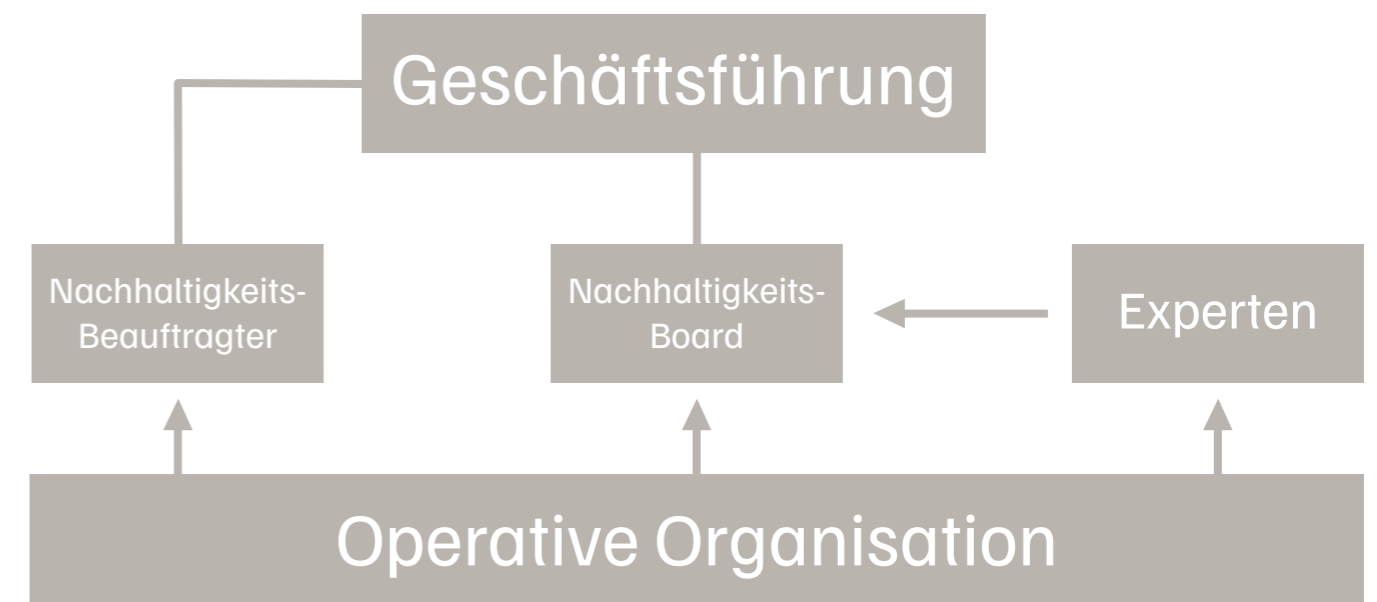 Geschäftsführung
Nachhaltigkeits-
Beauftragter
Nachhaltigkeits-
Board
Experten
Operative Organisation